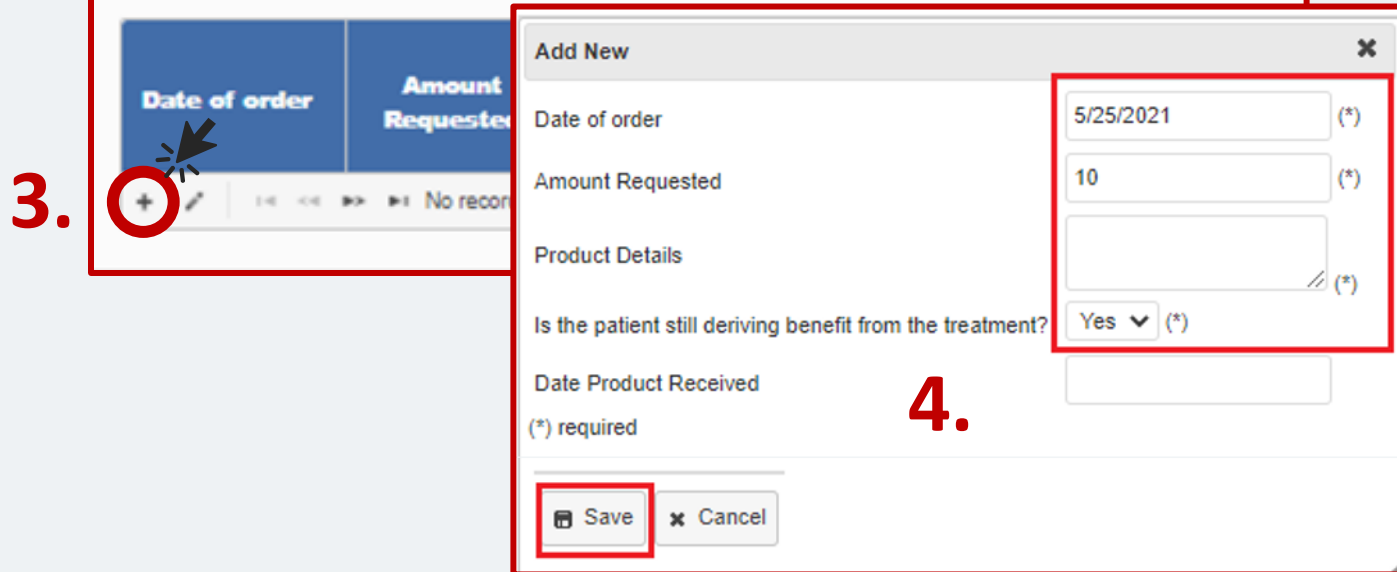 3.
Date of order
Amount
Requested
No recor
Add New
Date of order
5/25/2021 (*)
Amount Requested
10 (*)
Product Details
(*)
Is the patient still deriving benefit from the treatment?
Yes (*)
Date Product Received
4.
(*) required
Save
Cancel